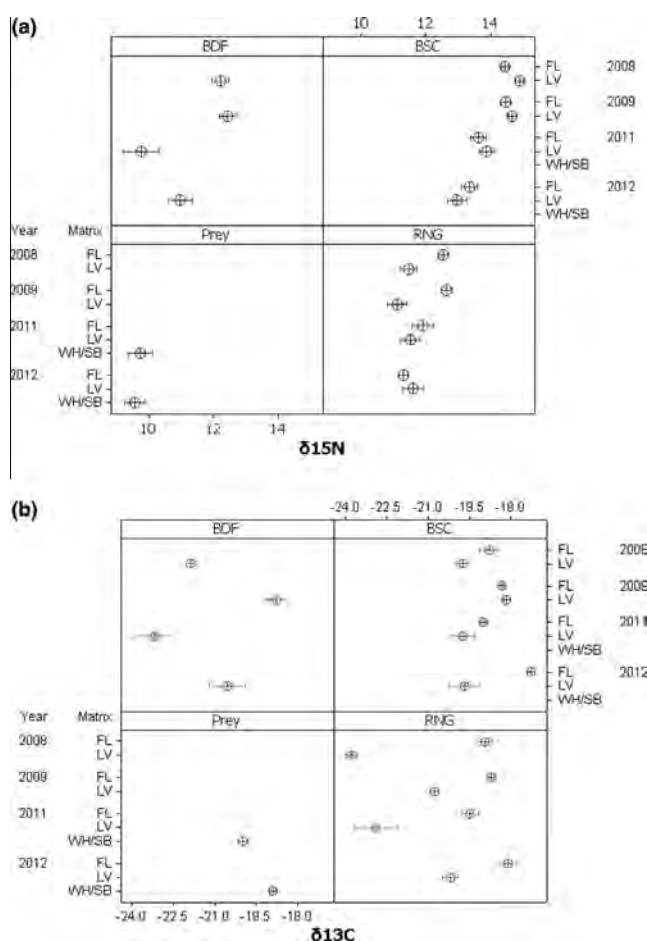 (a)
10 12 14
BDF BSC
FL 2008
LV
FL 2009
LV
FL 2011
LV
WH/SB
FL 2012
LV
WH/SB
Year Matrix Prey RNG
2008 FL
LV
2009 FL
LV
2011 FL
LV
WH/SB
2012 FL
LV
WH/SB
10 12 14
δ15N
(b)
-24.0 -22.5 -21.0 -19.5 -18.0
BDF BSC
FL 2008
LV
FL 2009
LV
FL 2011
LV
WH/SB
FL 2012
LV
WH/SB
Year Matrix Prey RNG
2008 FL
LV
2009 FL
LV
2011 FL
LV
WH/SB
2012 FL
LV
WH/SB
-24.0 -22.5 -21.0 -19.5 -18.0
δ13C